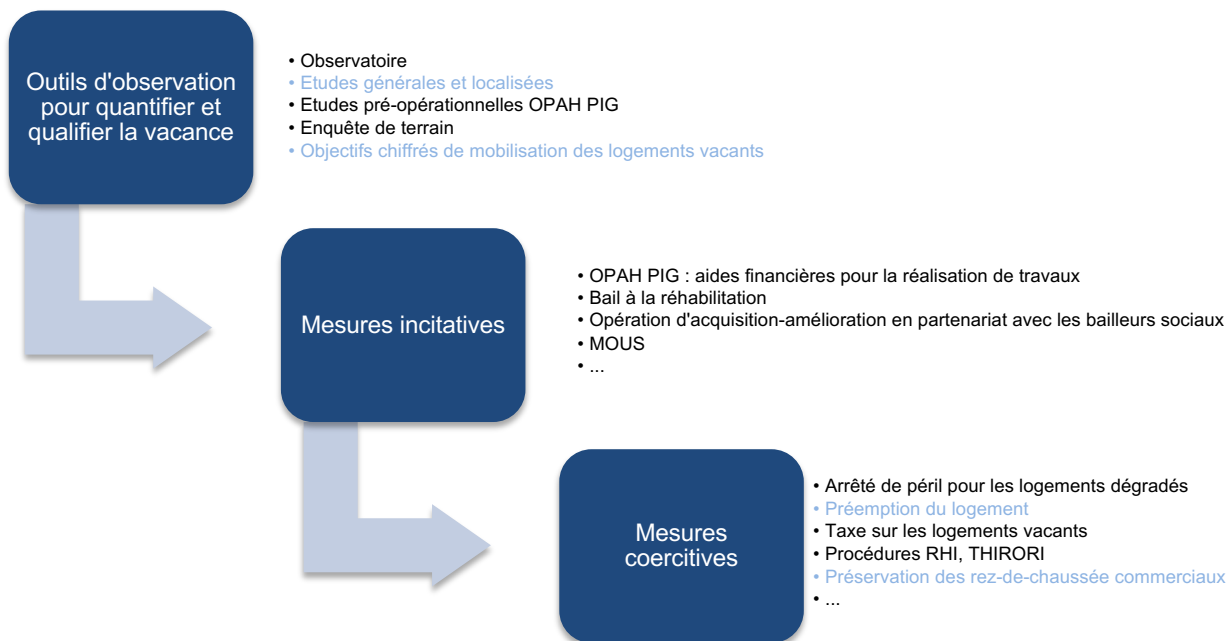 Outils d'observation
pour quantifier et
qualifier la vacance
• Observatoire
• Etudes générales et localisées
• Etudes pré-opérationnelles OPAH PIG
• Enquête de terrain
• Objectifs chiffrés de mobilisation des logements vacants
Mesures incitatives
• OPAH PIG : aides financières pour la réalisation de travaux
• Bail à la réhabilitation
• Opération d'acquisition-amélioration en partenariat avec les bailleurs sociaux
• MOUS
• ...
Mesures
coercitives
• Arrêté de péril pour les logements dégradés
• Préemption du logement
• Taxe sur les logements vacants
• Procédures RHI, THIRORI
• Préservation des rez-de-chaussée commerciaux
• ...